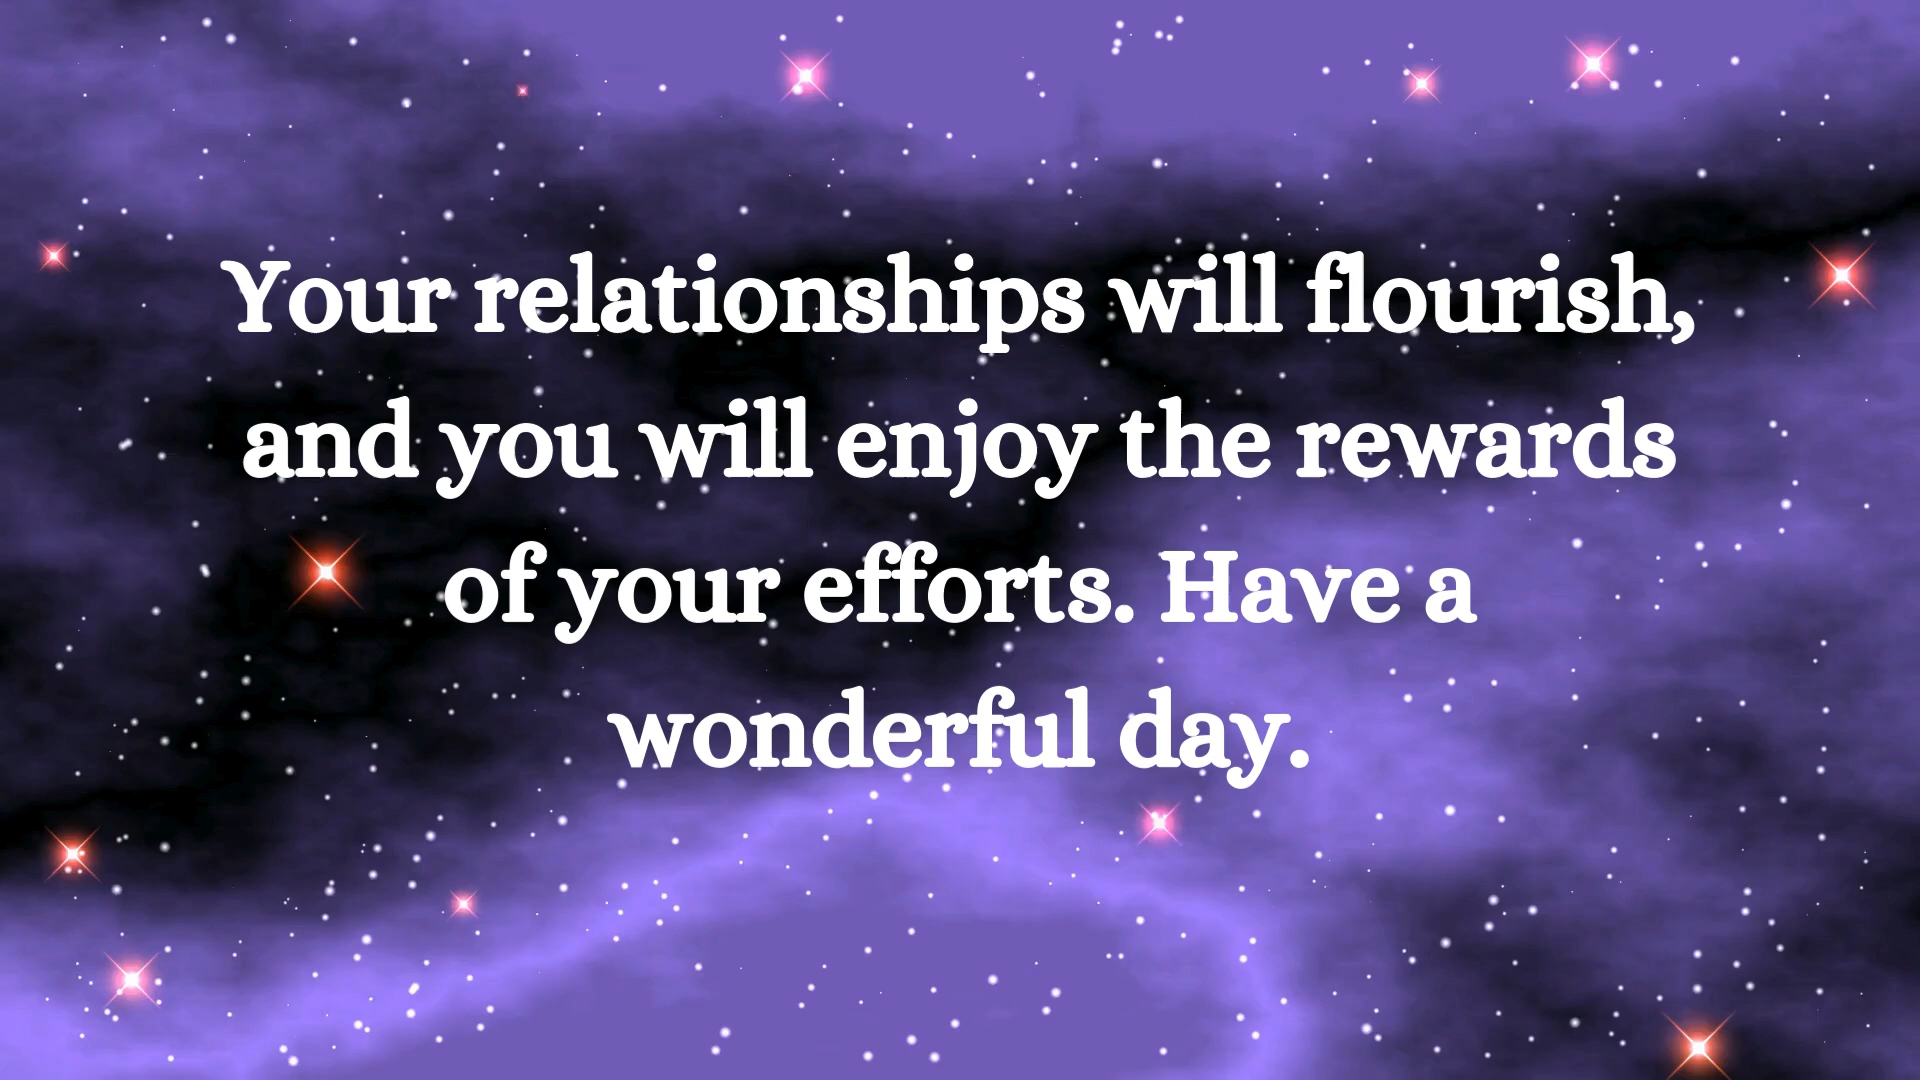 Your relationships will flourish,
and you will enjoy the rewards
of your efforts. Have a
wonderful day.